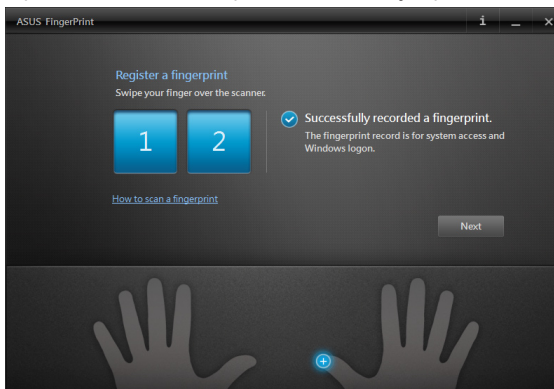 ASUS FingerPrint
Register a fingerprint
Swipe your finger over the scanner.
1 2
Successfully recorded a fingerprint.
The fingerprint record is for system access and
Windows logon.
How to scan a fingerprint
Next